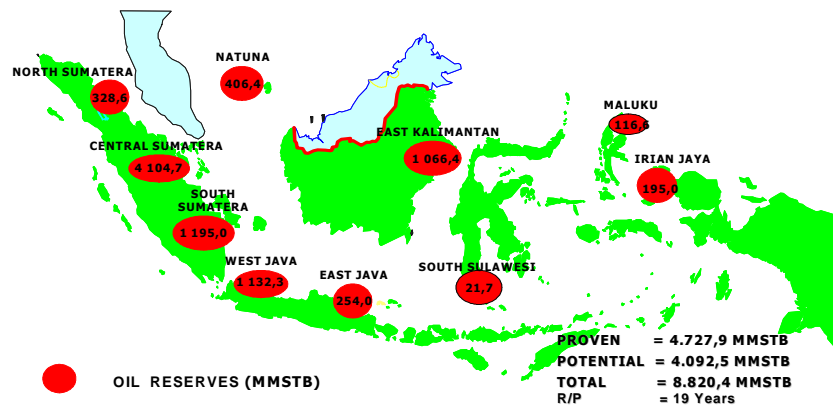 NATUNA
406,4
NORTH SUMATERA
328,6
MALUKU
116,6
EAST KALIMANTAN
1 066,4
CENTRAL SUMATERA
4 104,7
IRIAN JAYA
195,0
SOUTH
SUMATERA
1 195,0
WEST JAVA
1 132,3
EAST JAVA
254,0
SOUTH SULAWESI
21,7
OIL RESERVES (MMSTB)
PROVEN = 4.727,9 MMSTB
POTENTIAL = 4.092,5 MMSTB
TOTAL = 8.820,4 MMSTB
R/P = 19 Years